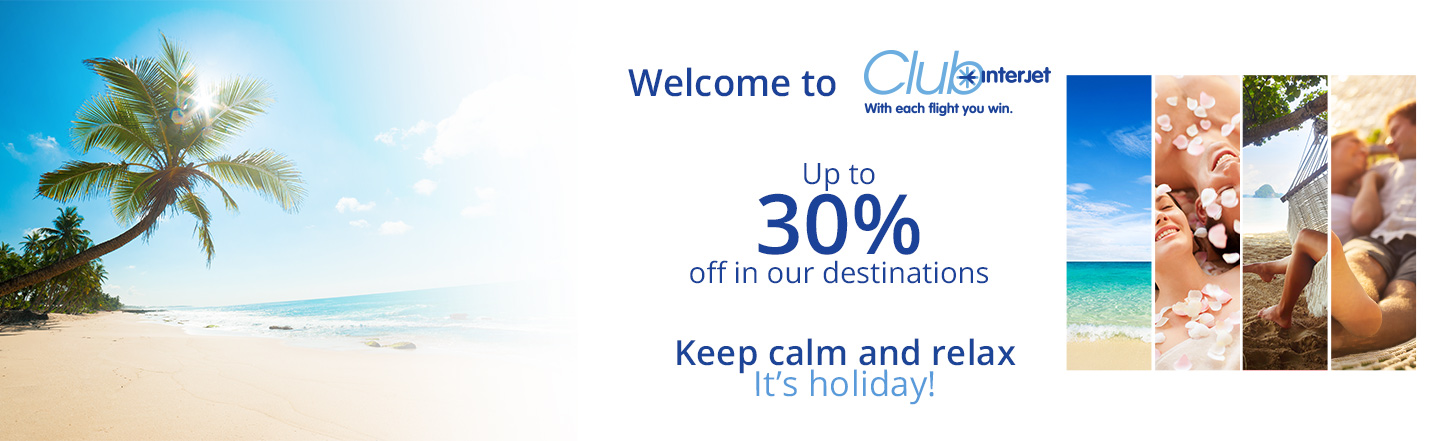 Welcome to
Club interjet
With each flight you win.
Up to
30%
off in our destinations
Keep calm and relax
It’s holiday!